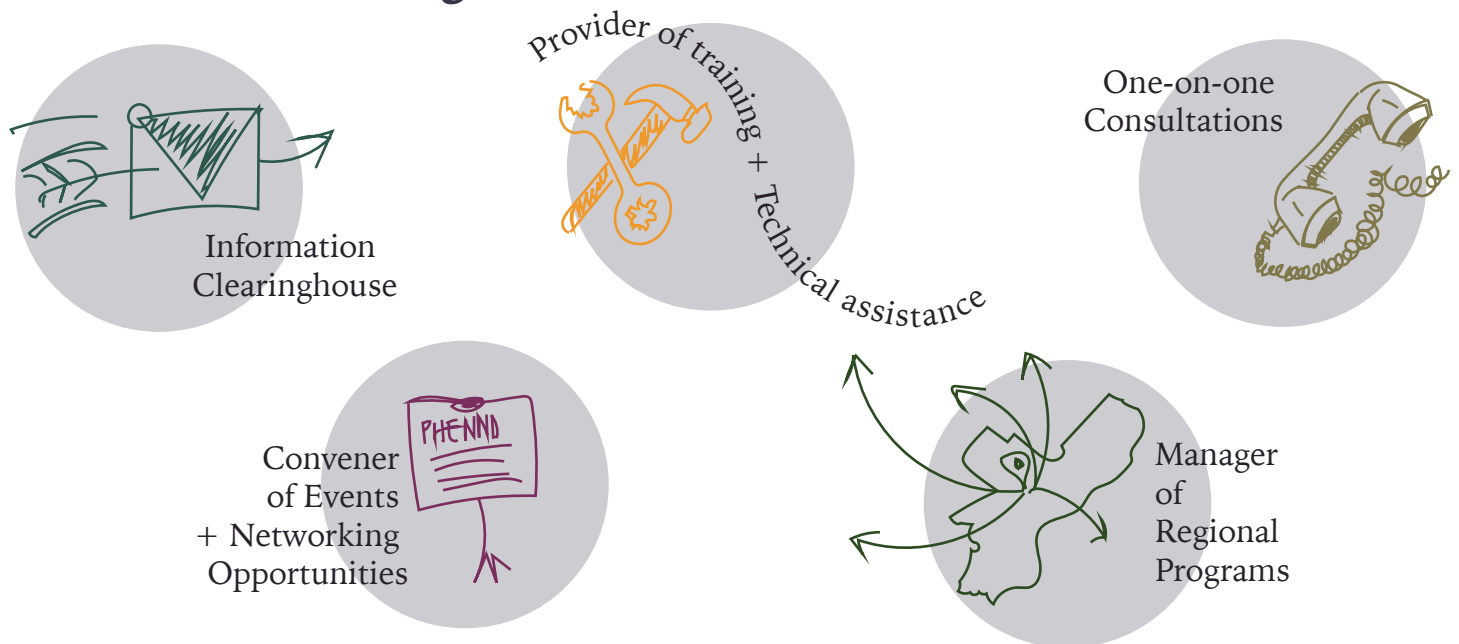 Provider of training + Technical assistance
One-on-one
Consultations
Information
Clearinghouse
PHENND
Convener
of Events
+ Networking
Opportunities
Manager
of
Regional
Programs